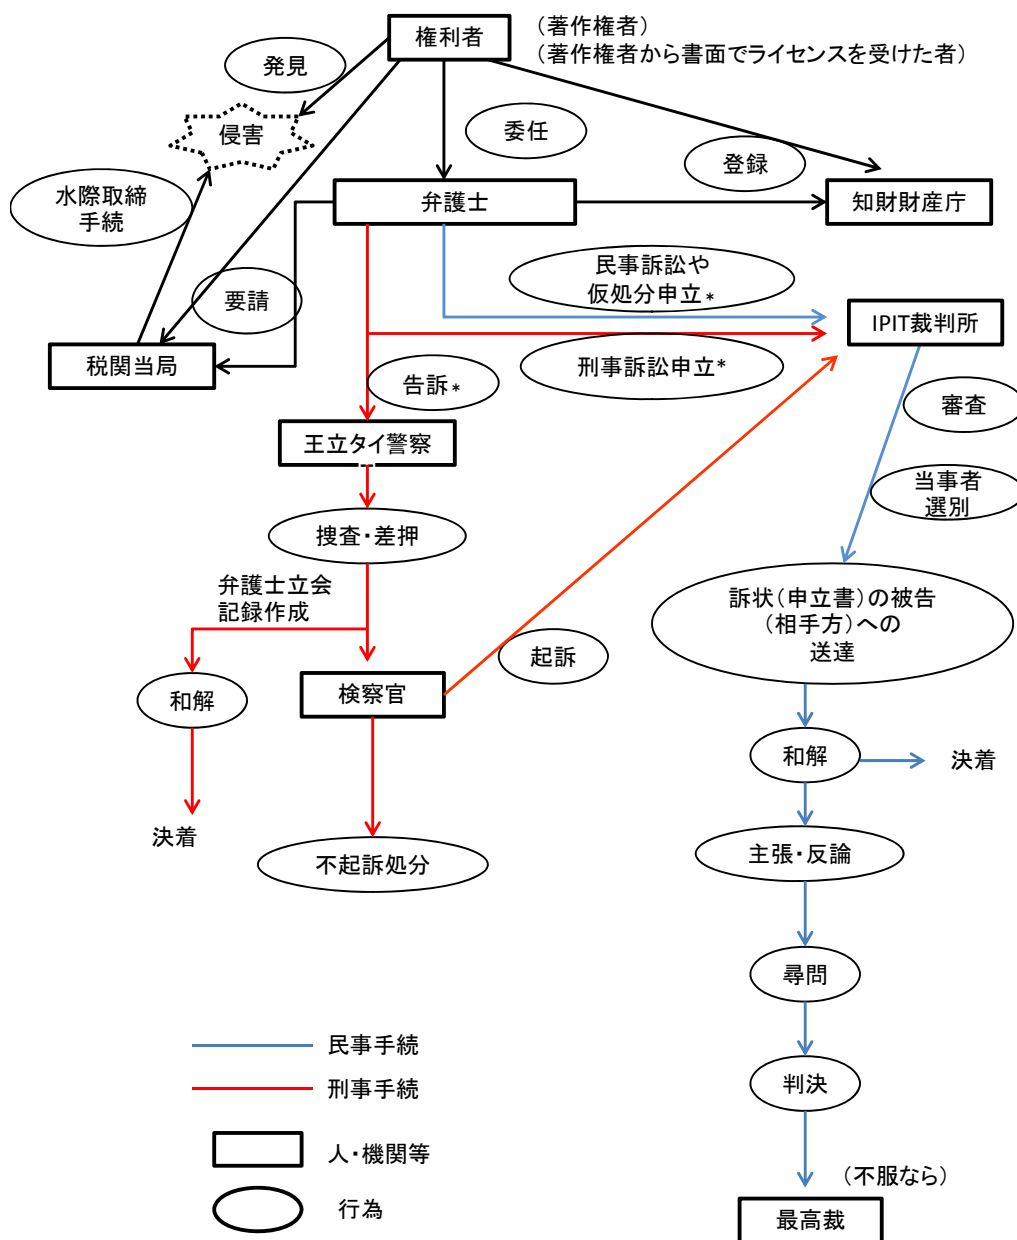 権利者
（著作権者）
（著作権者から書面でライセンスを受けた者）
発見
侵害
委任
登録
水際取締
手続
弁護士
知財財産庁
民事訴訟や
仮処分申立*
要請
IPIT裁判所
税関当局
刑事訴訟申立*
告訴*
審査
王立タイ警察
当事者
選別
捜査・差押
弁護士立会
記録作成
訴状（申立書）の被告
（相手方）への
送達
起訴
和解
検察官
和解
決着
決着
不起訴処分
主張・反論
尋問
民事手続
刑事手続
判決
人・機関等
（不服なら）
行為
最高裁